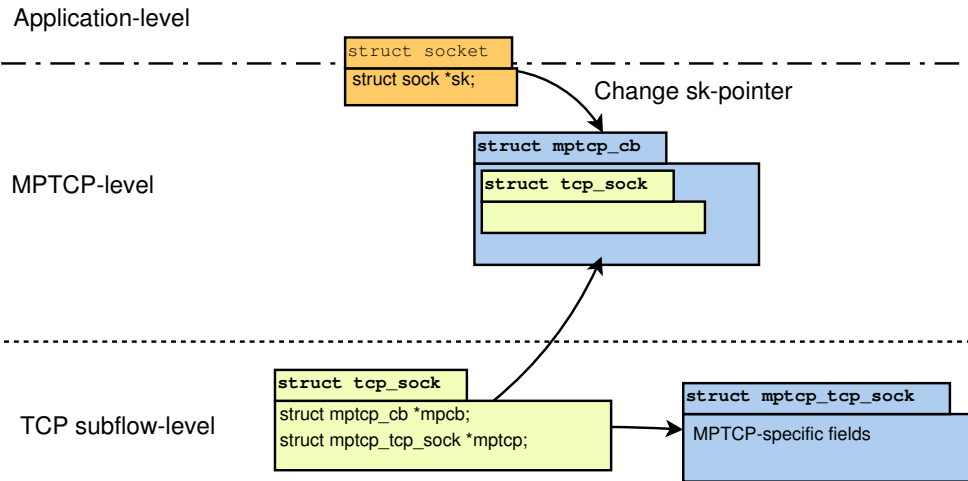 Application-level
struct socket
struct sock *sk;
Change sk-pointer
struct mptcp_cb
MPTCP-level
struct tcp_sock
struct tcp_sock
struct mptcp_cb *mpcb;
struct mptcp_tcp_sock *mptcp;
TCP subflow-level
struct mptcp_tcp_sock
MPTCP-specific fields